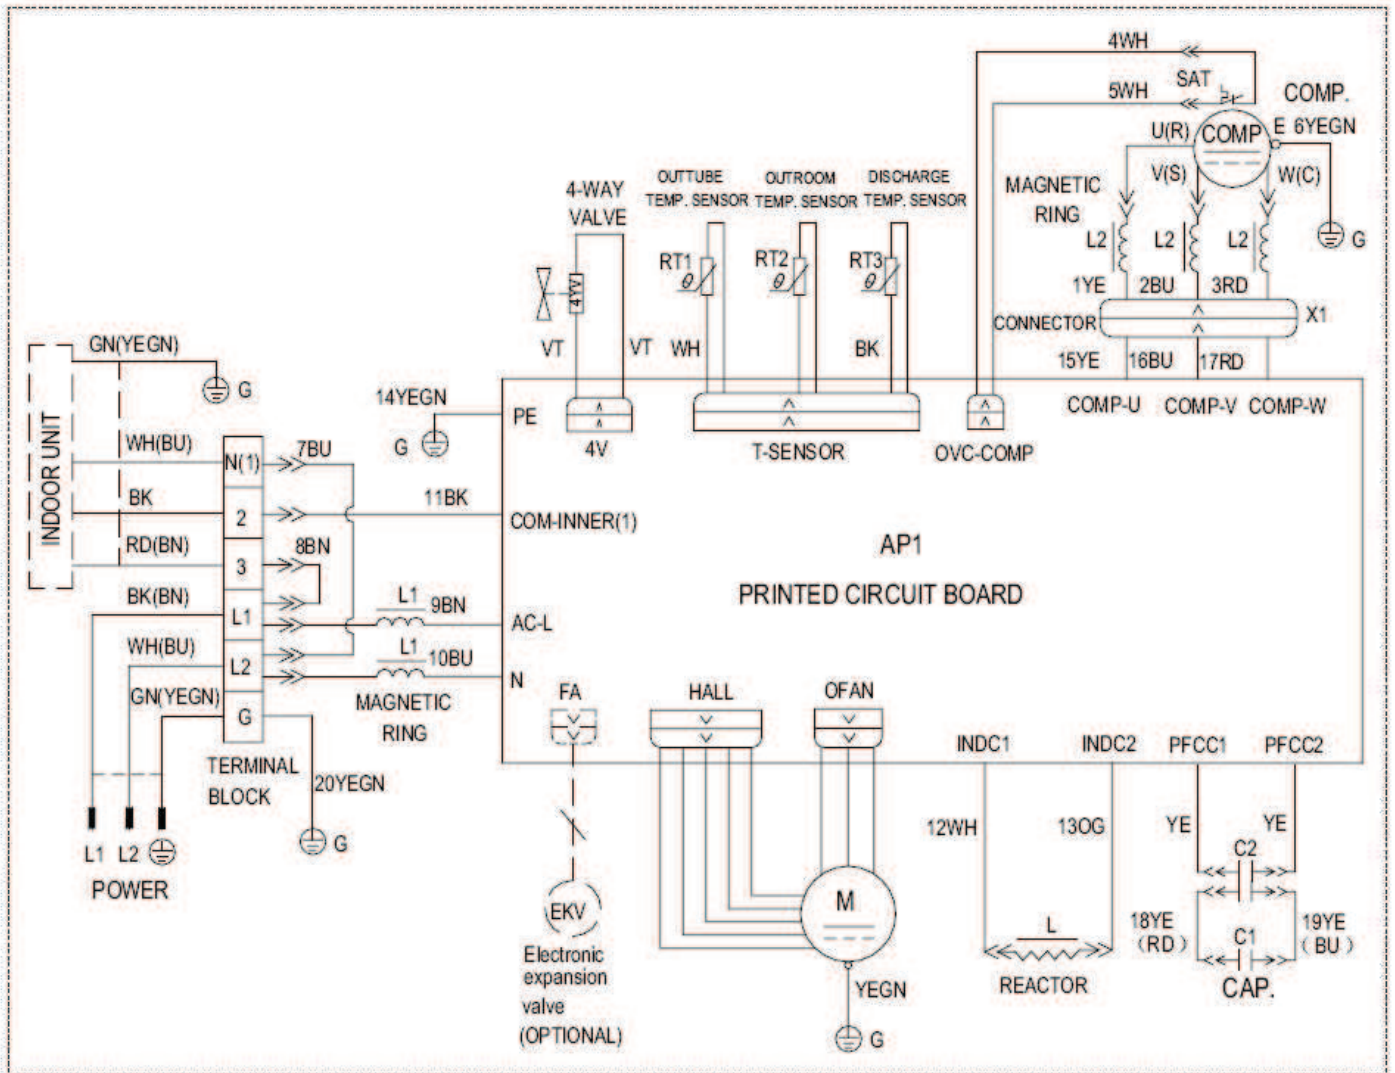 4WH
SAT
5WH
COMP.
U(R)
COMP
E 6YEGN
V(S)
W(C)
MAGNETIC
RING
L2
L2
L2
G
1YE
2BU
3RD
CONNECTOR
X1
15YE
16BU
17RD
4-WAY
VALVE
4YV
VT
VT
OUTTUBE
TEMP. SENSOR
OUTROOM
TEMP. SENSOR
DISCHARGE
TEMP. SENSOR
RT1
RT2
RT3
θ
θ
θ
WH
BK
GN(YEGN)
G
INDOOR UNIT
14YEGN
G
PE
4V
T-SENSOR
OVC-COMP
COMP-U
COMP-V
COMP-W
WH(BU)
N(1)
7BU
BK
2
11BK
COM-INNER(1)
RD(BN)
3
8BN
AP1
PRINTED CIRCUIT BOARD
BK(BN)
L1
L1
9BN
AC-L
WH(BU)
L2
L1
10BU
N
GN(YEGN)
G
MAGNETIC
RING
TERMINAL
BLOCK
20YEGN
G
L1
L2
POWER
FA
HALL
OFAN
INDC1
INDC2
PFCC1
PFCC2
EKV
Electronic
expansion
valve
(OPTIONAL)
M
YEGN
G
12WH
13OG
L
REACTOR
YE
YE
C2
18YE
(RD)
C1
19YE
(BU)
CAP.